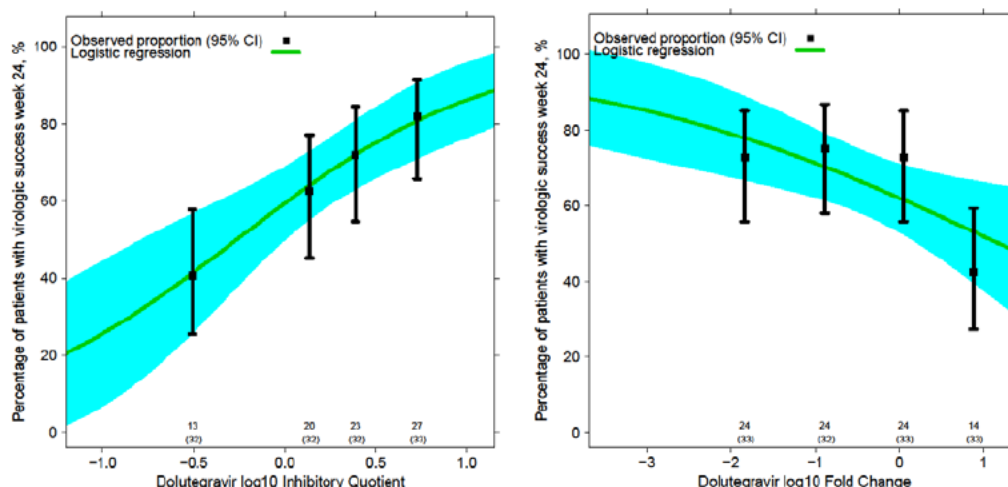 Percentage of patients with virologic success week 24, %
Observed proportion (95% CI)
Logistic regression
100
80
60
40
20
0
13 20 23 27
(32) (32) (32) (33)
−1.0 −0.5 0.0 0.5 1.0
Dolutegravir log10 Inhibitory Quotient
Percentage of patients with virologic success week 24, %
Observed proportion (95% CI)
Logistic regression
100
80
60
40
20
0
24 24 24 14
(33) (32) (33) (33)
−3 −2 −1 0 1
Dolutegravir log10 Fold Change